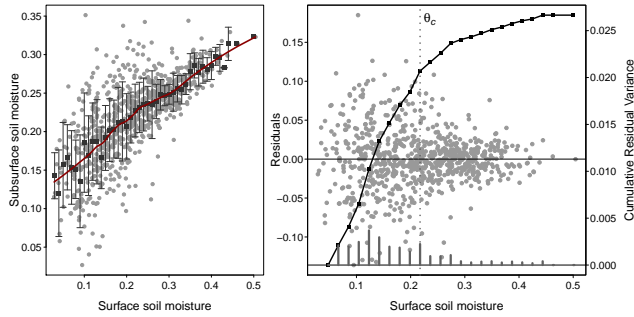 Subsurface soil moisture
0.35
0.30
0.25
0.20
0.15
0.10
0.05
0.1 0.2 0.3 0.4 0.5
Surface soil moisture
θc
Residuals
0.15
0.10
0.05
0.00
−0.05
−0.10
0.1 0.2 0.3 0.4 0.5
Surface soil moisture
0.025
0.020
0.015
0.010
0.005
0.000
Cumulative Residual Variance